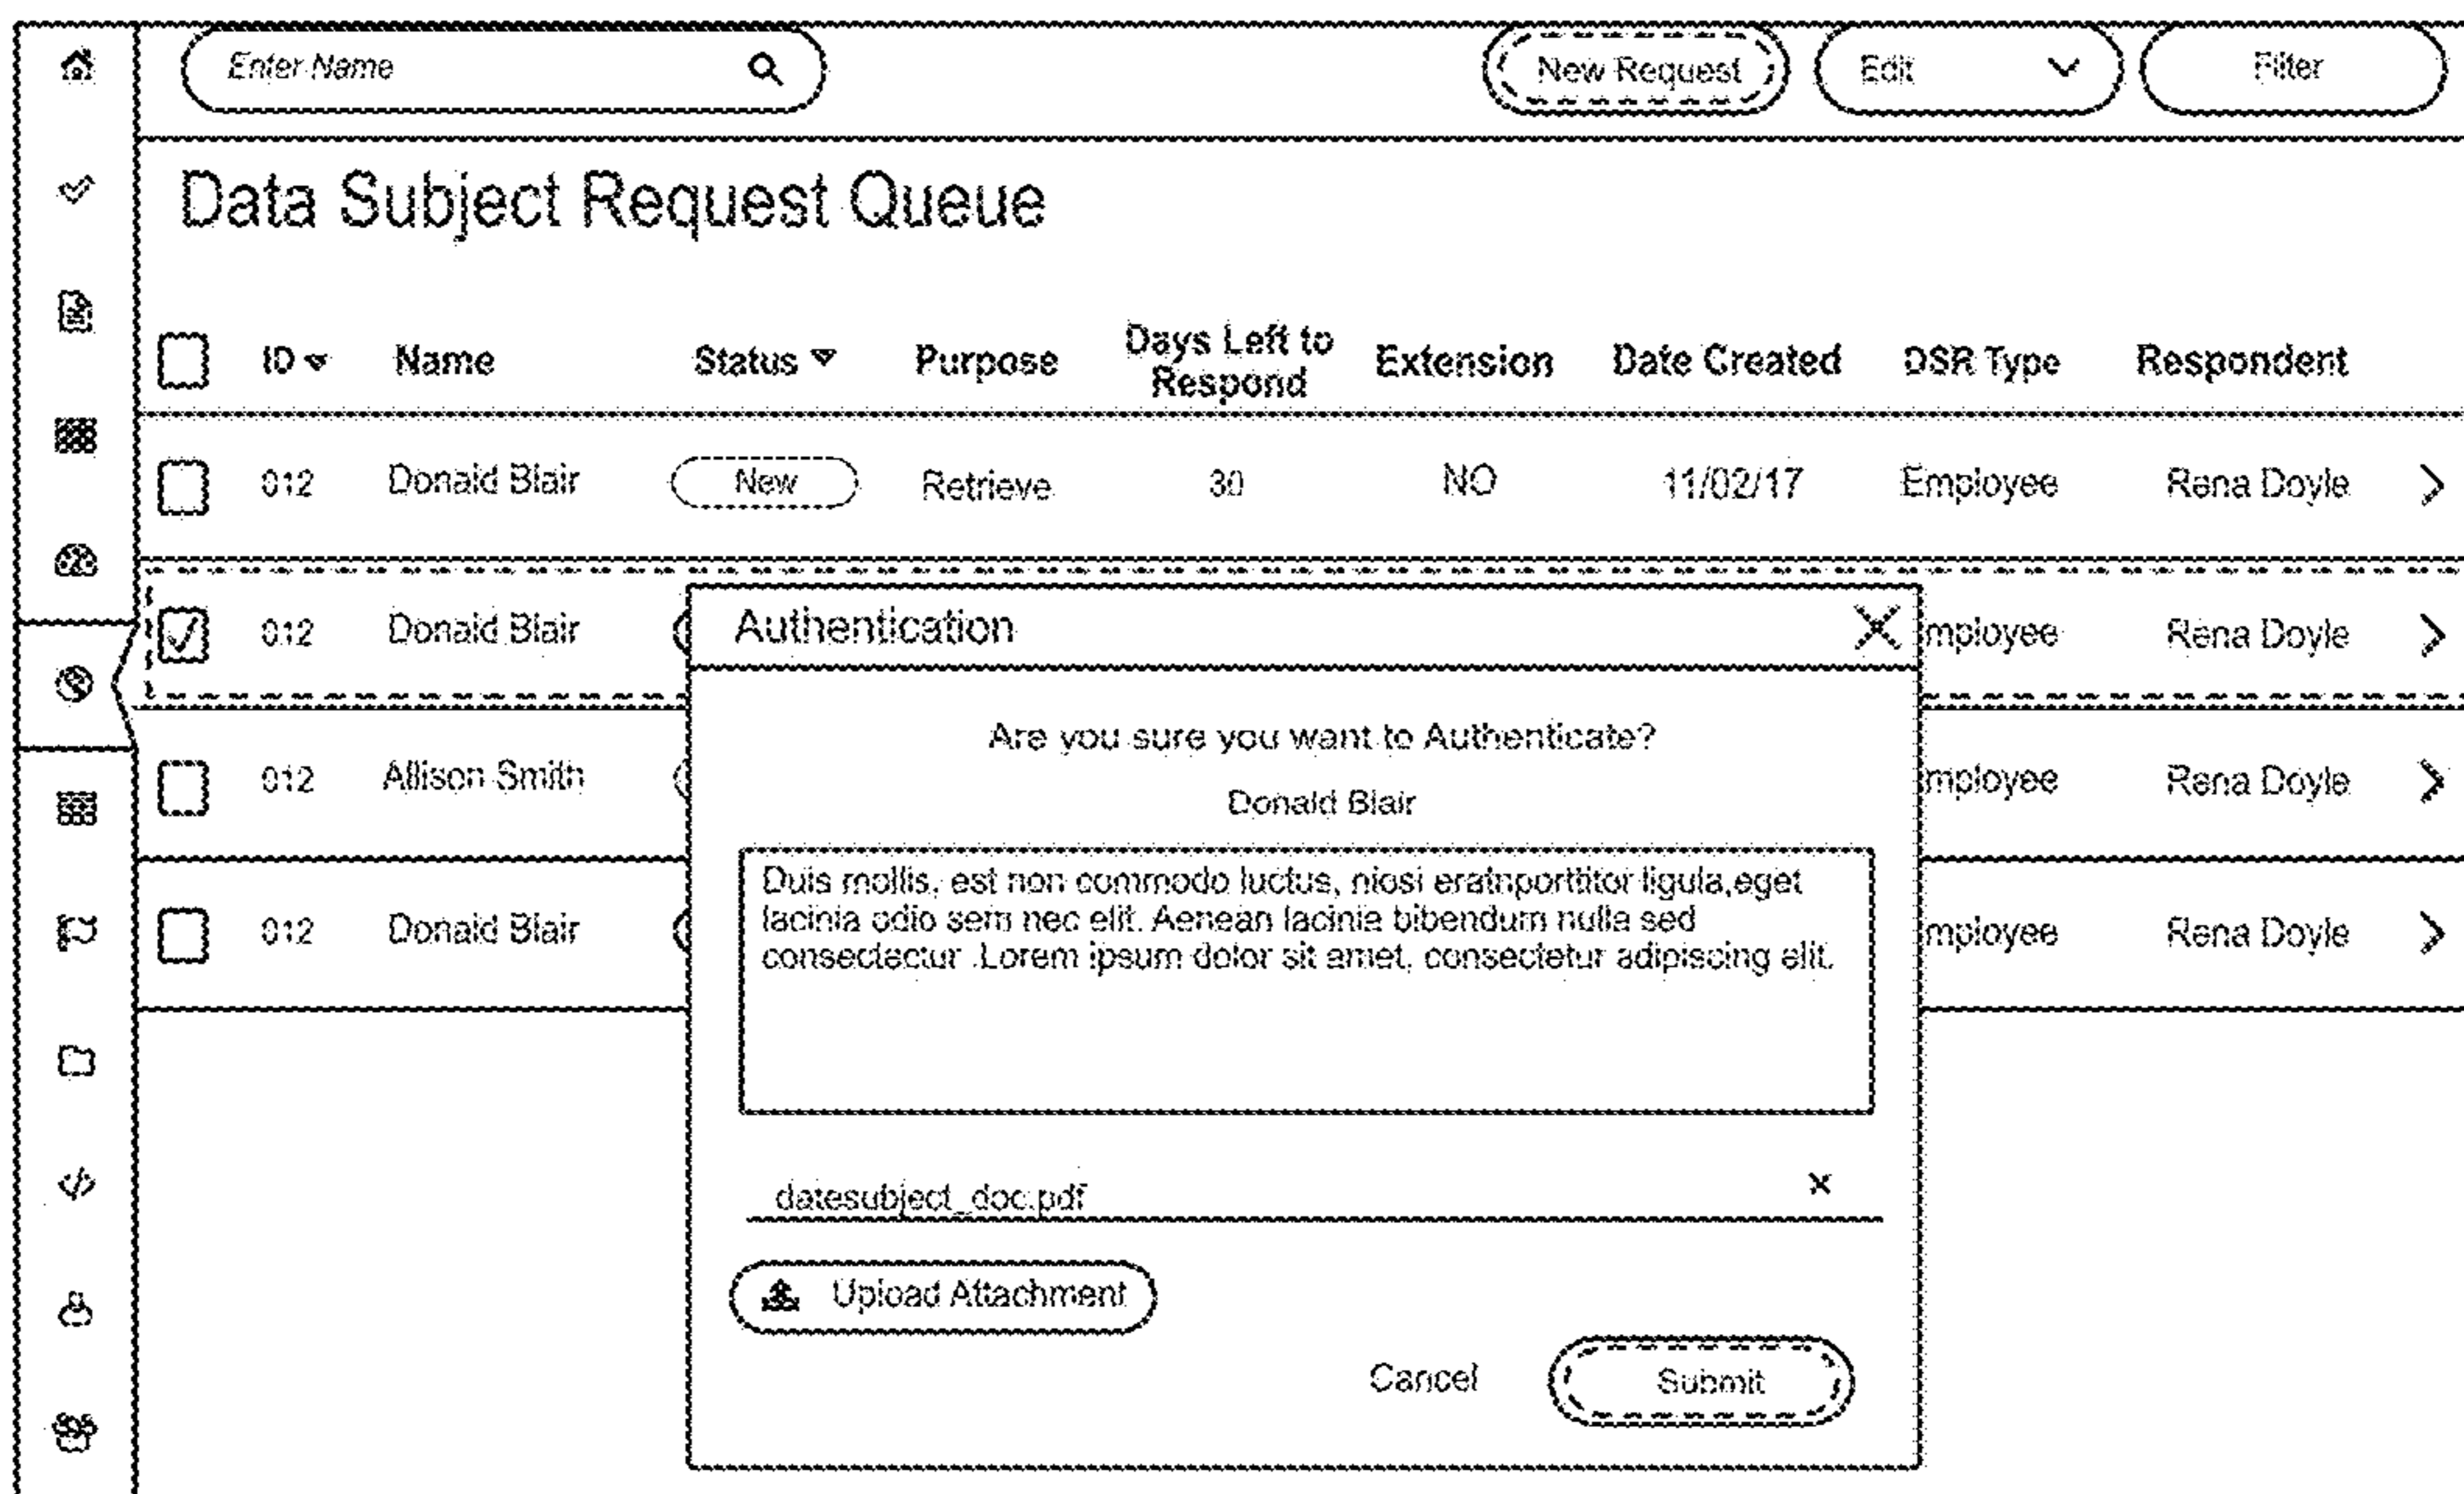 Enter Name
New Request
Edit
Filter
Data Subject Request Queue
ID Name Status Purpose Days Left to Respond Extension Date Created DSR Type Respondent
012 Donald Blair New Retrieve 30 NO 11/02/17 Employee Rena Doyle
012 Donald Blair mployee Rena Doyle
012 Allison Smith mployee Rena Doyle
012 Donald Blair mployee Rena Doyle
Authentication
Are you sure you want to Authenticate?
Donald Blair
Duis mollis, est non commodo luctus, niosi eratnporttitor ligula,eget
lacinia odio sem nec elit. Aenean lacinia bibendum nulla sed
consectectur .Lorem ipsum dolor sit amet, consectetur adipiscing elit.
datesubject_doc.pdf
Upload Attachment
Cancel
Submit